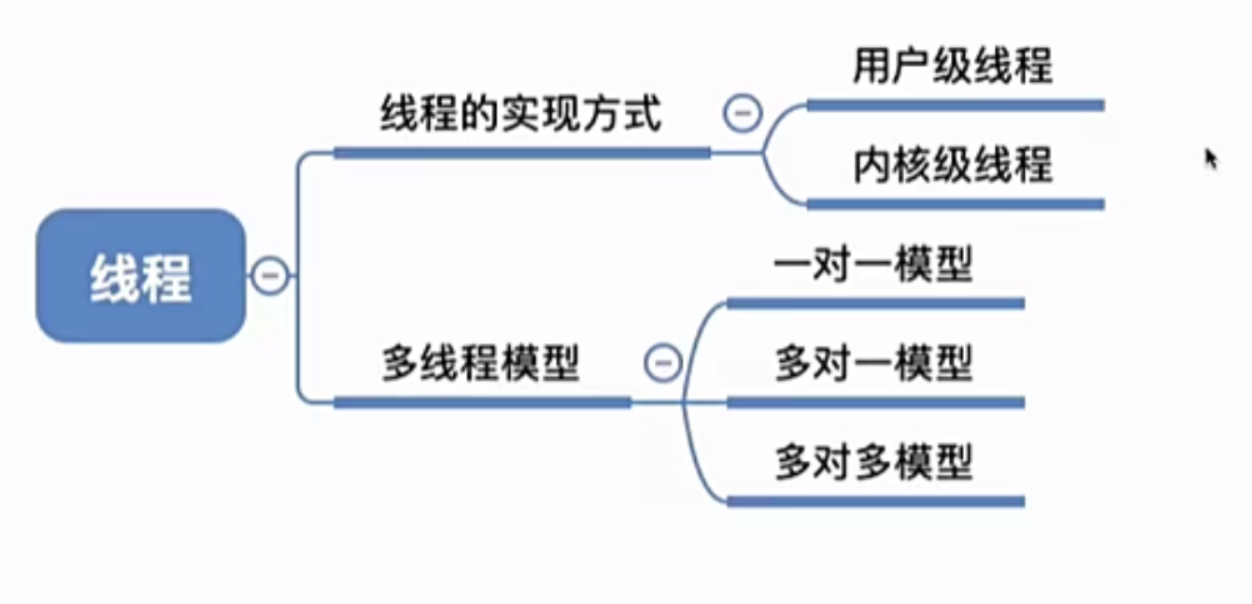 线程
线程的实现方式
用户级线程
内核级线程
多线程模型
一对一模型
多对一模型
多对多模型